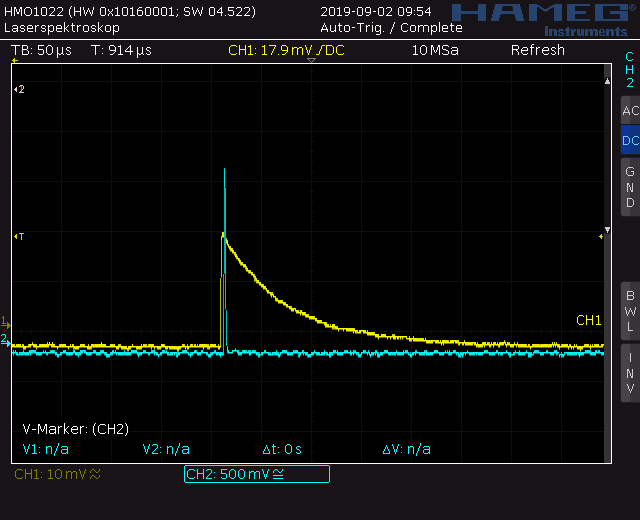 HMO1022 (HW 0x10160001; SW 04.522)
2019-09-02 09:54
HAMEG
Instruments
Laserspektroskop
Auto-Trig. / Complete
TB: 50 µs T: 914 µs CH1: 17.9 mV / DC 10 MSa Refresh
CH2
2
AC
DC
GND
T
1
2
CH1
BWL
INV
V-Marker: (CH2)
V1: n/a V2: n/a Δt: 0 s ΔV: n/a
CH1: 10 mV
CH2: 500 mV